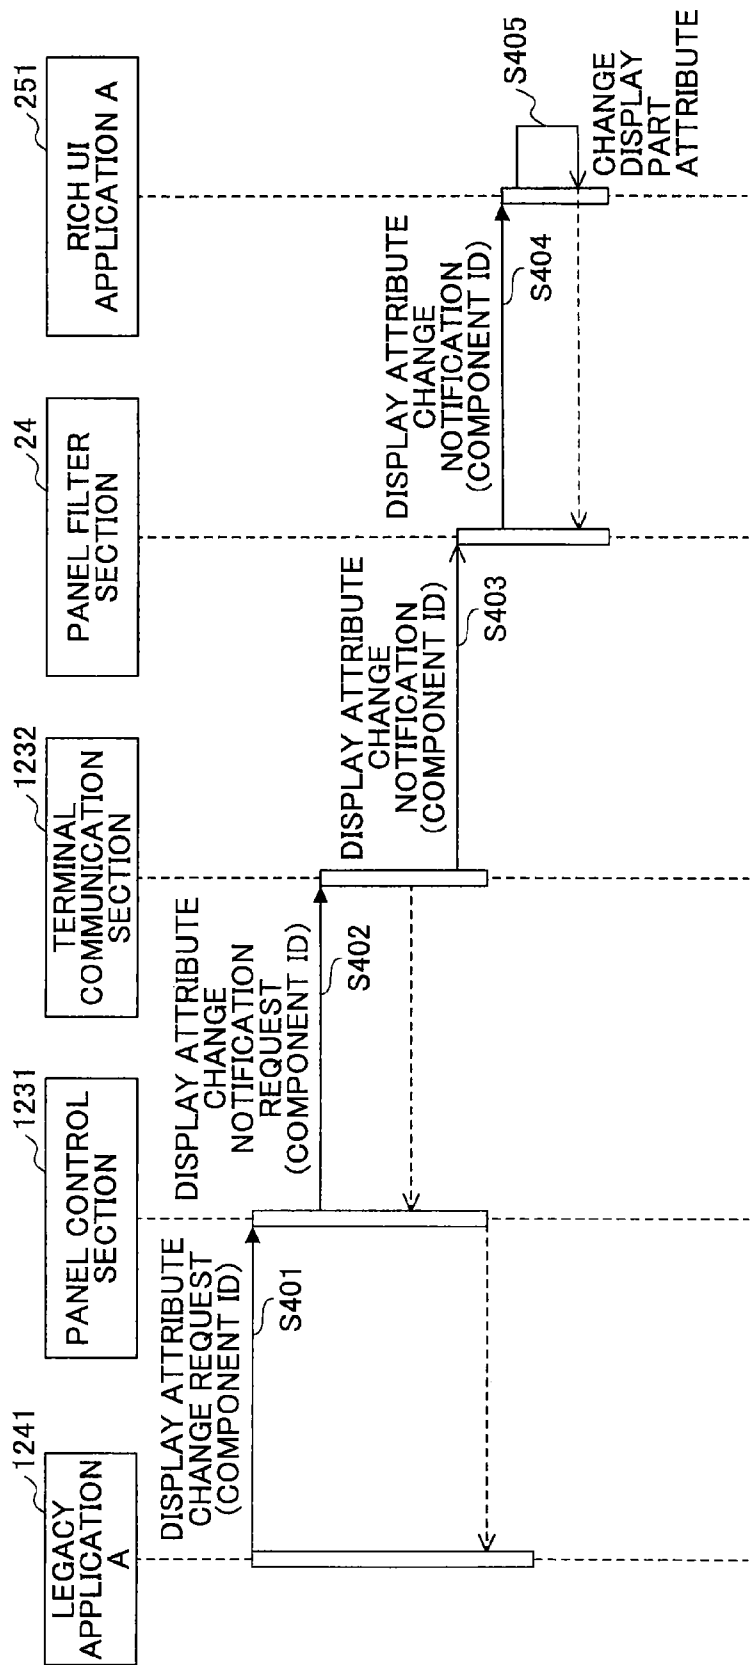 1241
LEGACY
APPLICATION
A
1231
PANEL CONTROL
SECTION
1232
TERMINAL
COMMUNICATION
SECTION
24
PANEL FILTER
SECTION
251
RICH UI
APPLICATION A
DISPLAY ATTRIBUTE
CHANGE REQUEST
(COMPONENT ID)
S401
DISPLAY ATTRIBUTE
CHANGE
NOTIFICATION
REQUEST
(COMPONENT ID)
S402
DISPLAY ATTRIBUTE
CHANGE
NOTIFICATION
(COMPONENT ID)
S403
DISPLAY ATTRIBUTE
CHANGE
NOTIFICATION
(COMPONENT ID)
S404
S405
CHANGE
DISPLAY
PART
ATTRIBUTE